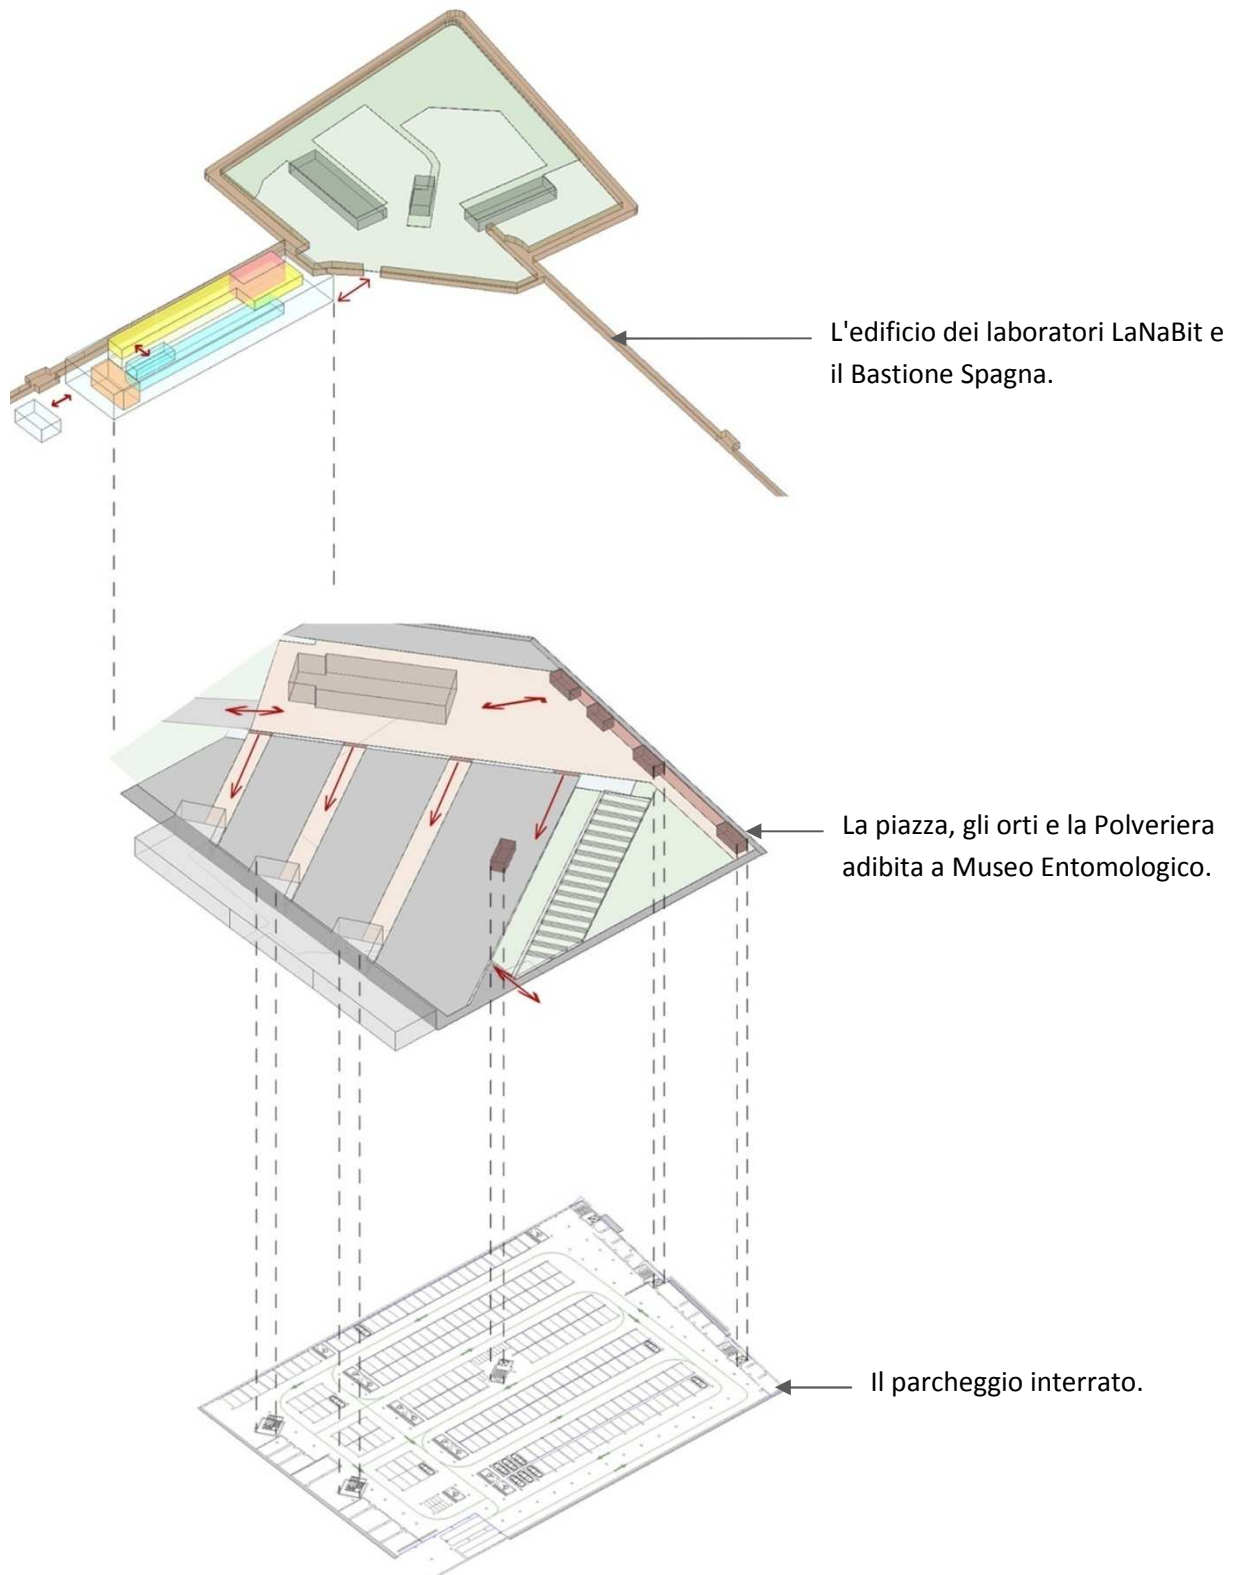 L'edificio dei laboratori LaNaBit e
il Bastione Spagna.
La piazza, gli orti e la Polveriera
adibita a Museo Entomologico.
Il parcheggio interrato.